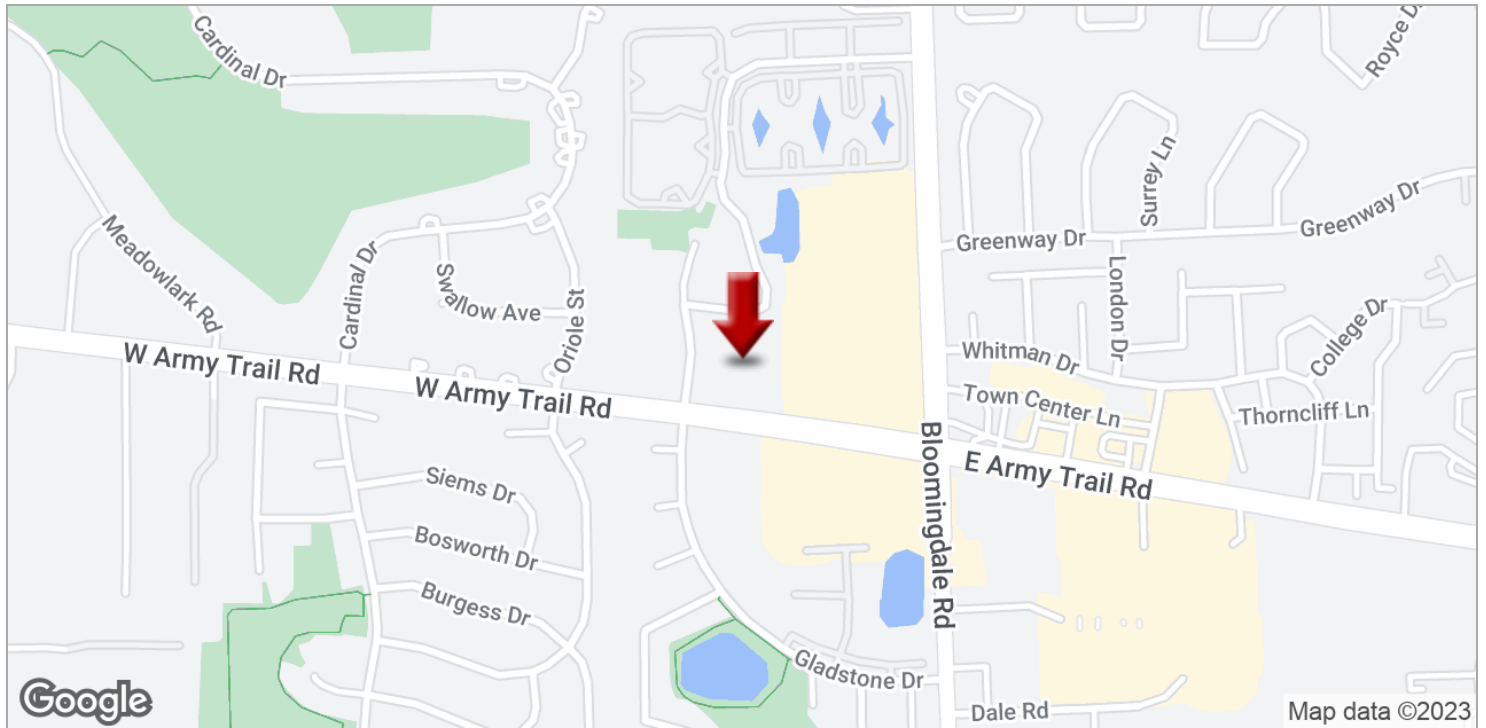 Cardinal Dr
Royce Dr
Surrey Ln
Greenway Dr
Greenway Dr
Meadowlark Rd
Cardinal Dr
Swallow Ave
Oriole St
London Dr
College Dr
W Army Trail Rd
W Army Trail Rd
Whitman Dr
Town Center Ln
Thorncliff Ln
Bloomingdale Rd
E Army Trail Rd
Siems Dr
Bosworth Dr
Burgess Dr
Gladstone Dr
Dale Rd
Google
Map data ©2023